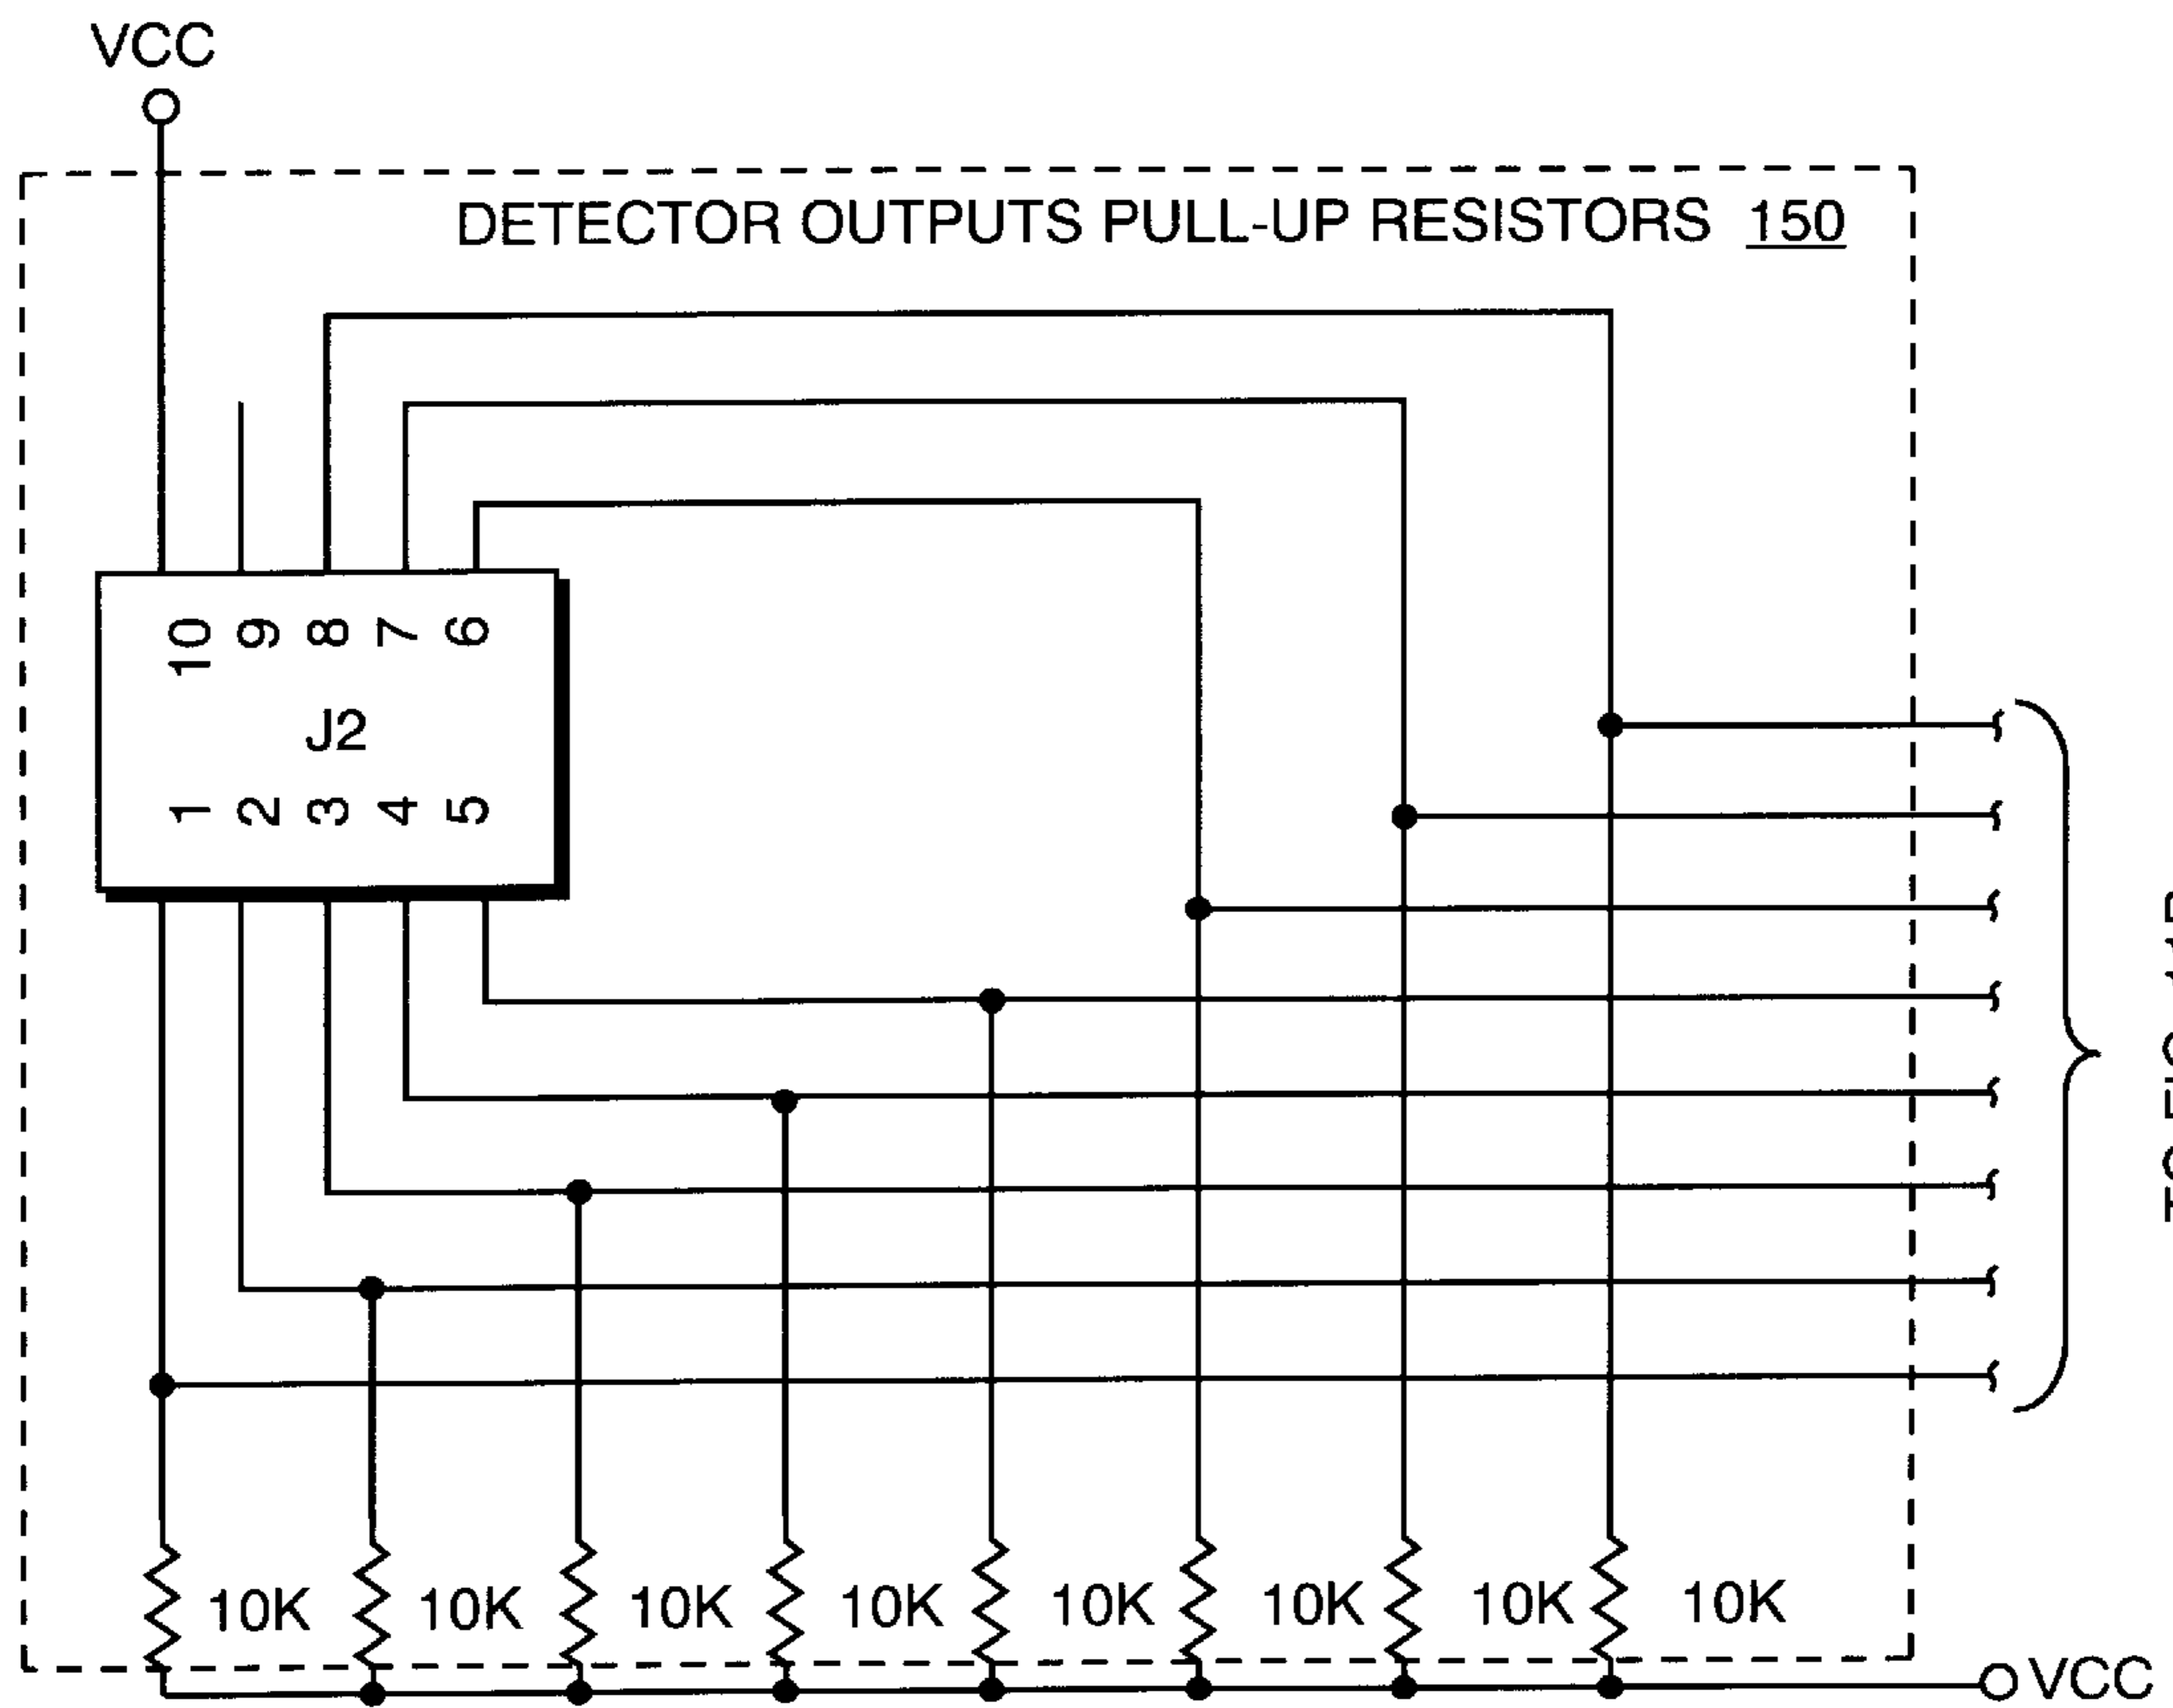 VCC
DETECTOR OUTPUTS PULL-UP RESISTORS 150
10 9 8 7 6
J2
1 2 3 4 5
10K 10K 10K 10K 10K 10K 10K 10K
VCC